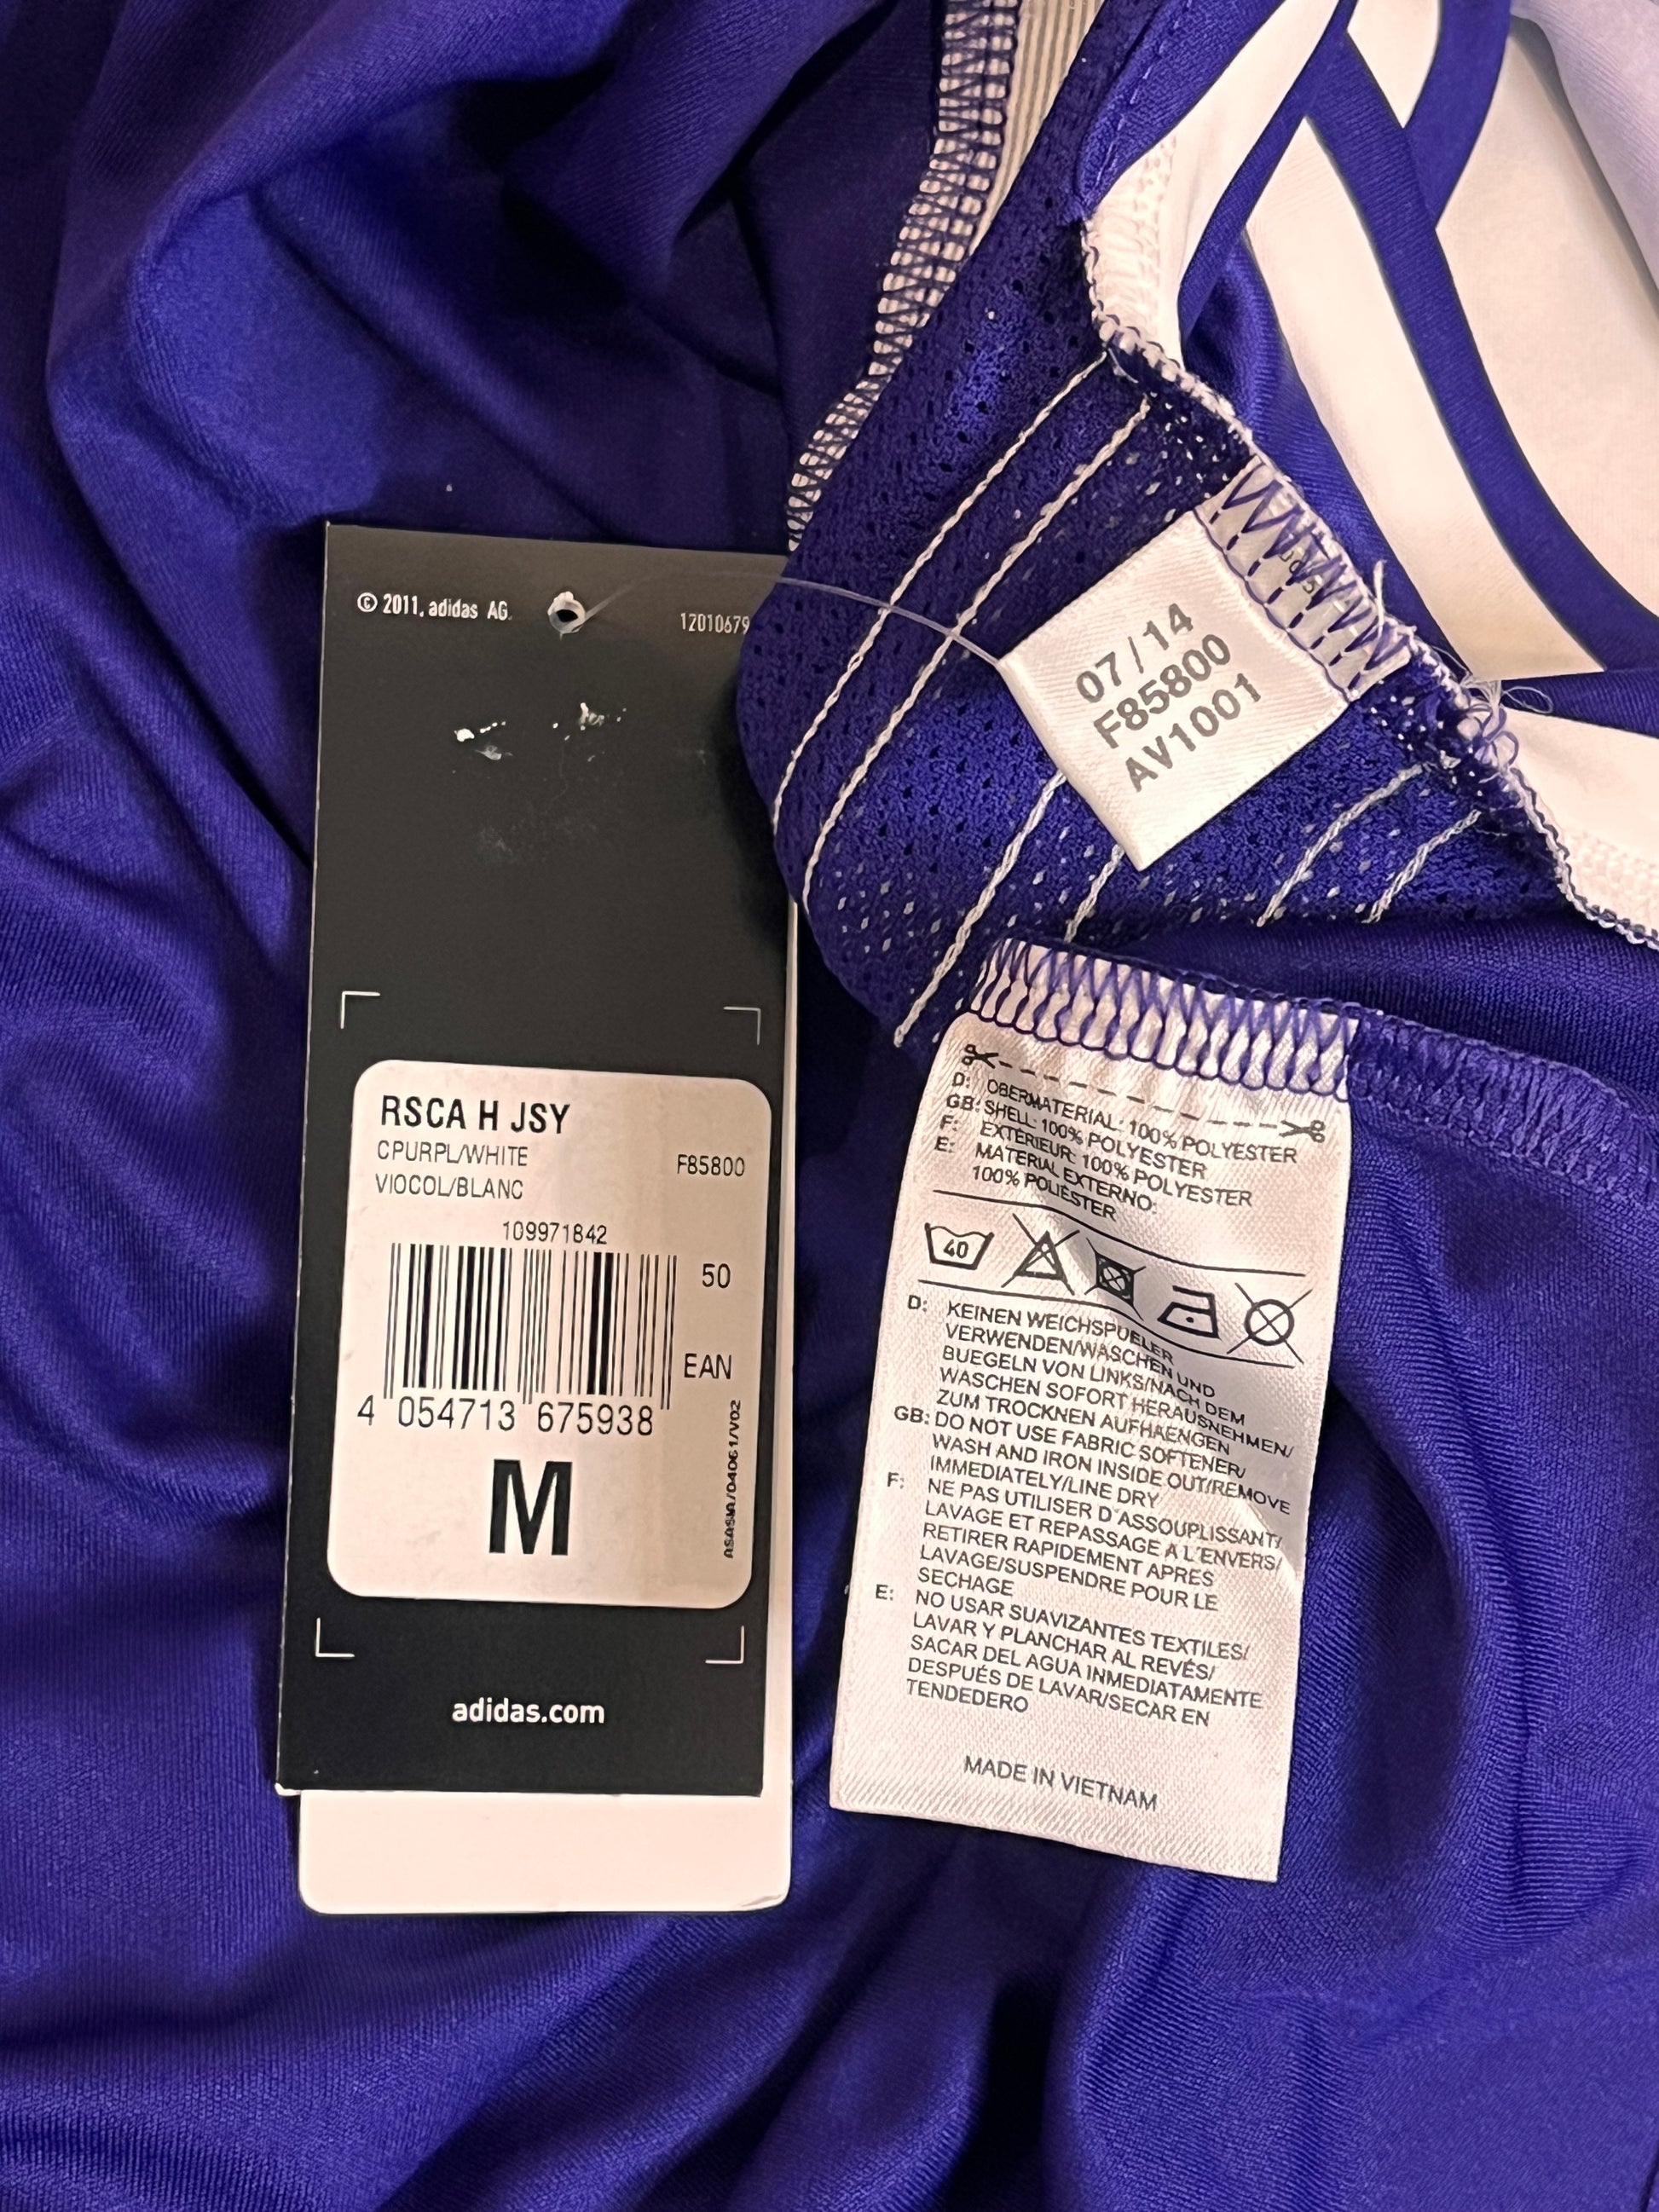 © 2011. adidas AG.
12010679
RSCA H JSY
CPURPL/WHITE
F85800
VIOCOL/BLANC
109971842
50
EAN
4 054713 675938
M
ASASIA/04061/V02
adidas.com
07/14
F85800
AV1001
D: OBERMATERIAL: 100% POLYESTER
GB: SHELL: 100% POLYESTER
F: EXTÉRIEUR: 100% POLYESTER
E: MATERIAL EXTERNO:
100% POLIÉSTER
40
D: KEINEN WEICHSPUELER
VERWENDEN/WASCHEN UND
BUEGELN VON LINKS/NACH DEM
WASCHEN SOFORT HERAUSNEHMEN/
ZUM TROCKNEN AUFHAENGEN
GB: DO NOT USE FABRIC SOFTENER/
WASH AND IRON INSIDE OUT/REMOVE
IMMEDIATELY/LINE DRY
F: NE PAS UTILISER D'ASSOUPLISSANT/
LAVAGE ET REPASSAGE A L'ENVERS/
RETIRER RAPIDEMENT APRES
LAVAGE/SUSPENDRE POUR LE
SECHAGE
E: NO USAR SUAVIZANTES TEXTILES/
LAVAR Y PLANCHAR AL REVÉS/
SACAR DEL AGUA INMEDIATAMENTE
DESPUÉS DE LAVAR/SECAR EN
TENDEDERO
MADE IN VIETNAM